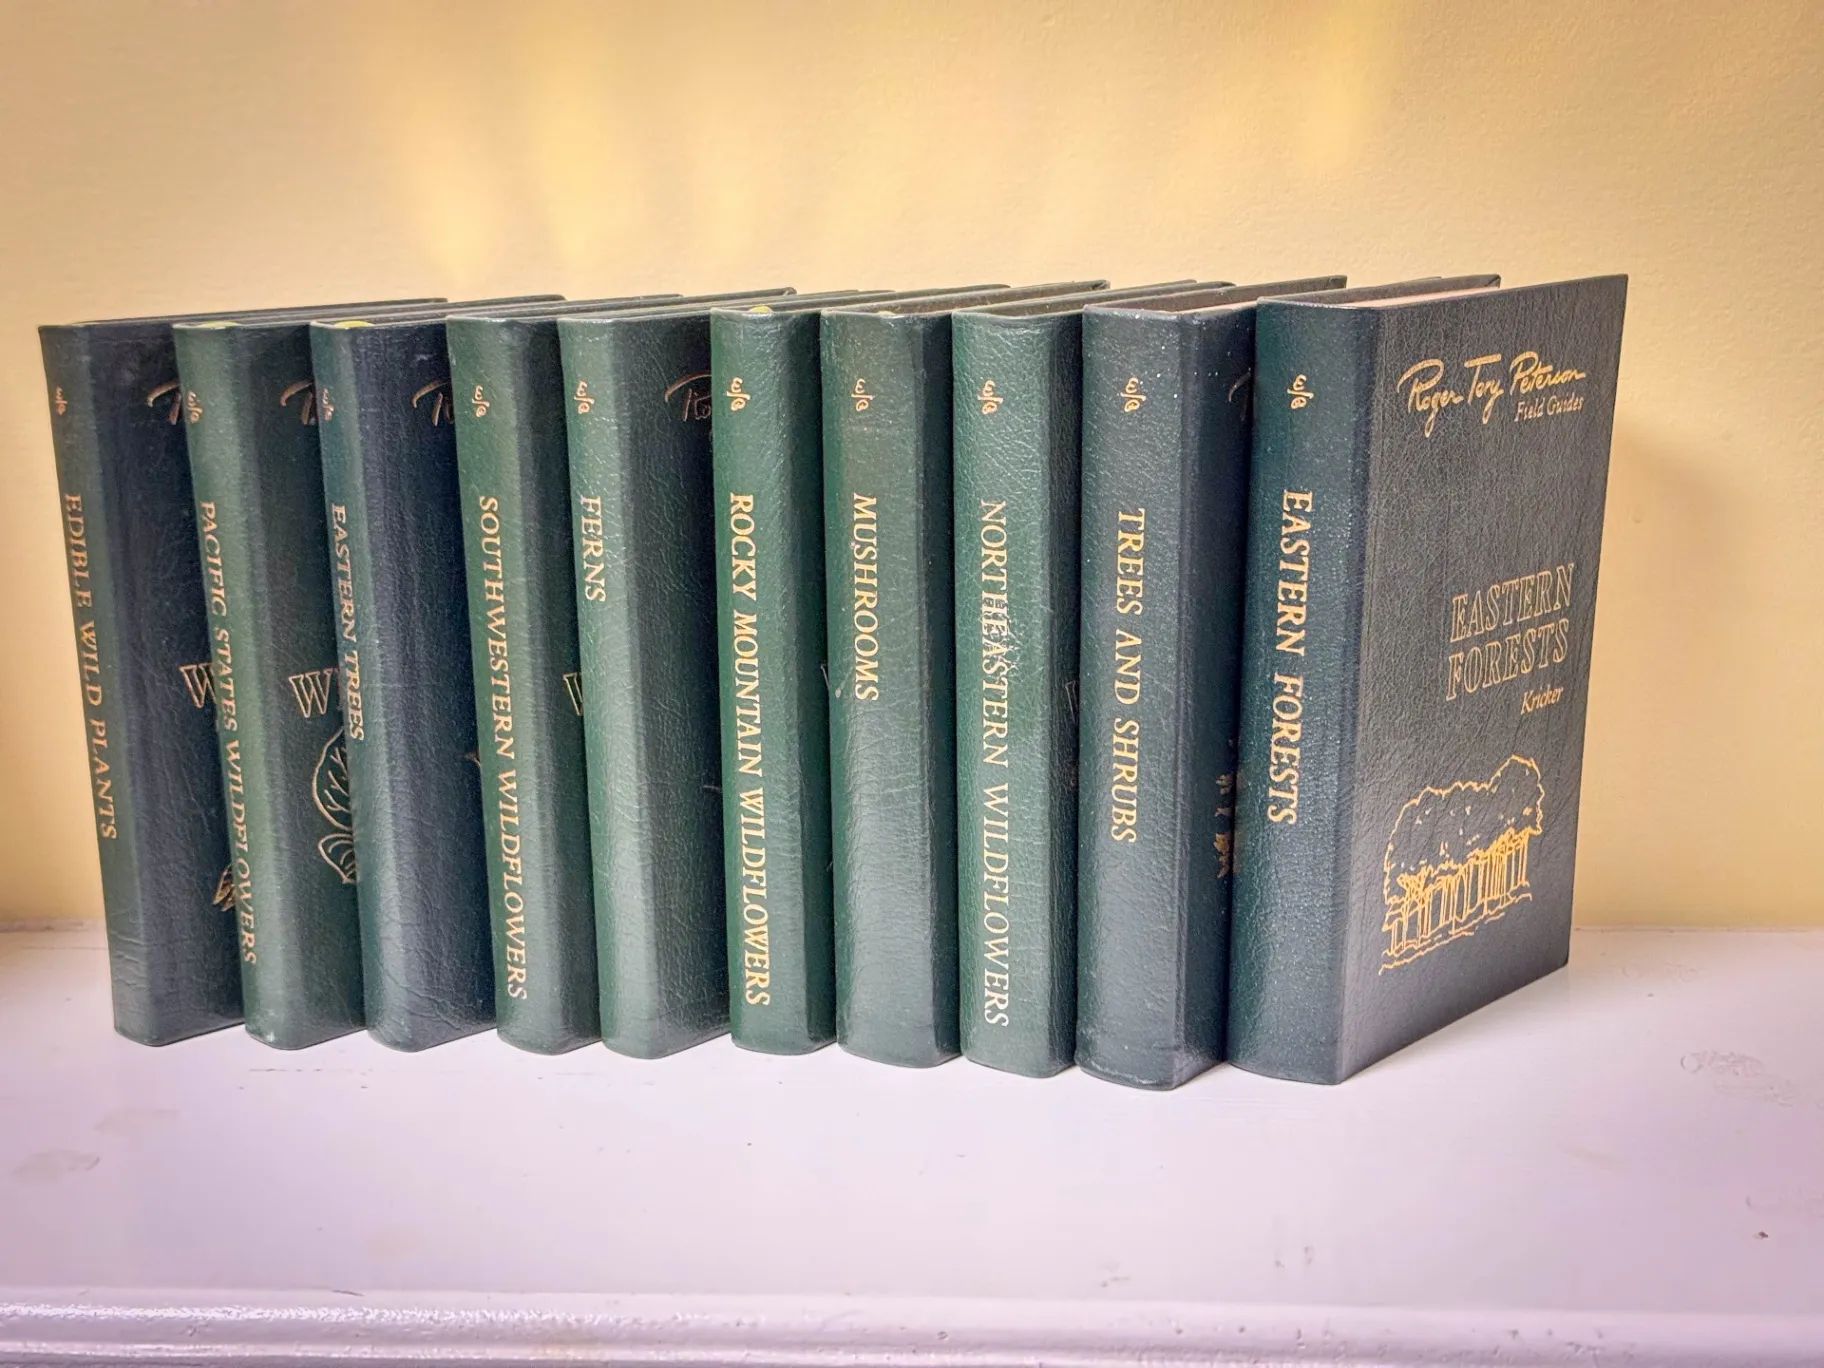 EDIBLE WILD PLANTS
PACIFIC STATES WILDFLOWERS
EASTERN TREES
SOUTHWESTERN WILDFLOWERS
FERNS
ROCKY MOUNTAIN WILDFLOWERS
MUSHROOMS
NORTHEASTERN WILDFLOWERS
TREES AND SHRUBS
EASTERN FORESTS
Roger Tory Peterson
Field Guides
EASTERN
FORESTS
Kricker